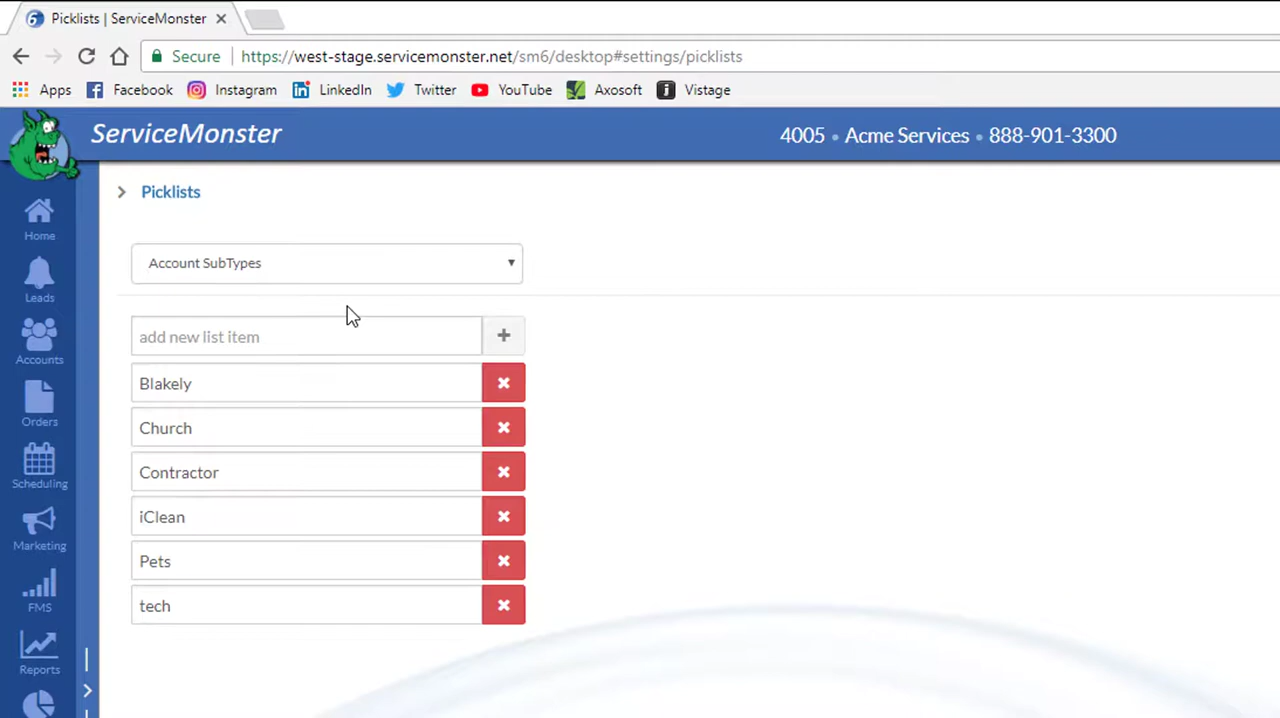 Picklists | ServiceMonster
Secure https://west-stage.servicemonster.net/sm6/desktop#settings/picklists
Apps Facebook Instagram LinkedIn Twitter YouTube Axosoft Vistage
ServiceMonster 4005 • Acme Services • 888-901-3300
Picklists
Home
Leads
Accounts
Orders
Scheduling
Marketing
FMS
Reports
Account SubTypes
add new list item
Blakely
Church
Contractor
iClean
Pets
tech